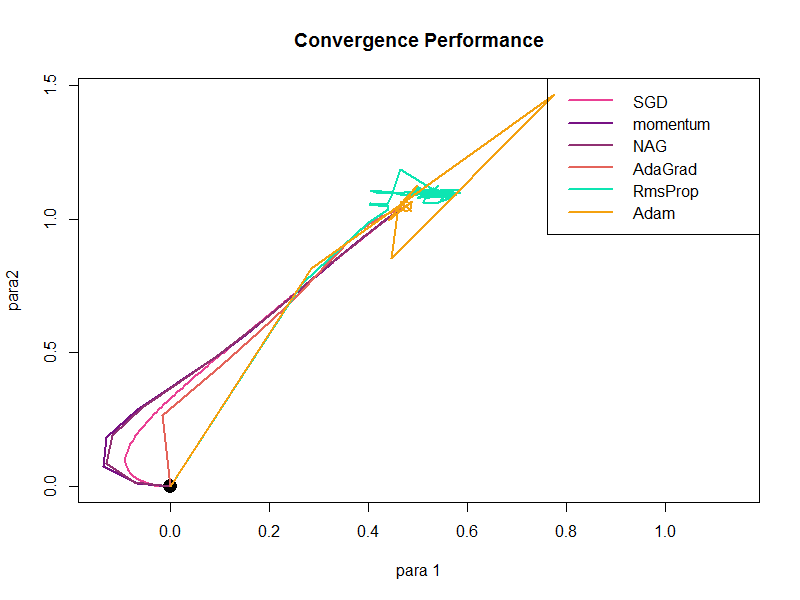 Convergence Performance
1.5
1.0
0.5
0.0
para2
0.0 0.2 0.4 0.6 0.8 1.0
para 1
SGD
momentum
NAG
AdaGrad
RmsProp
Adam